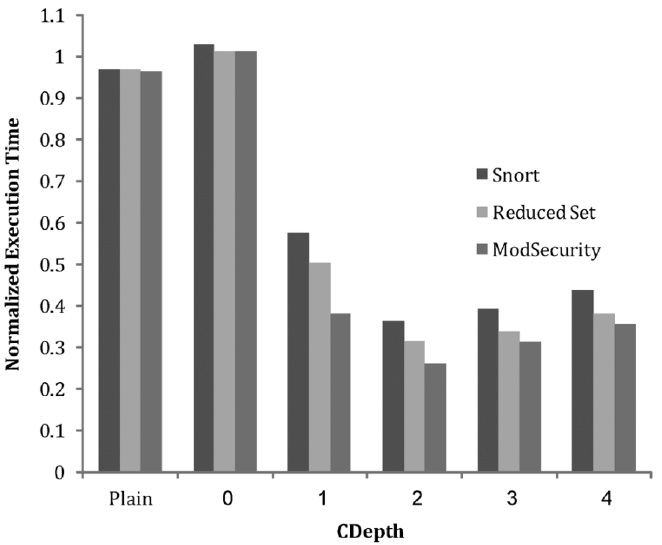 Normalized Execution Time
1.1
1
0.9
0.8
0.7
0.6
0.5
0.4
0.3
0.2
0.1
0
Snort
Reduced Set
ModSecurity
Plain 0 1 2 3 4
CDepth